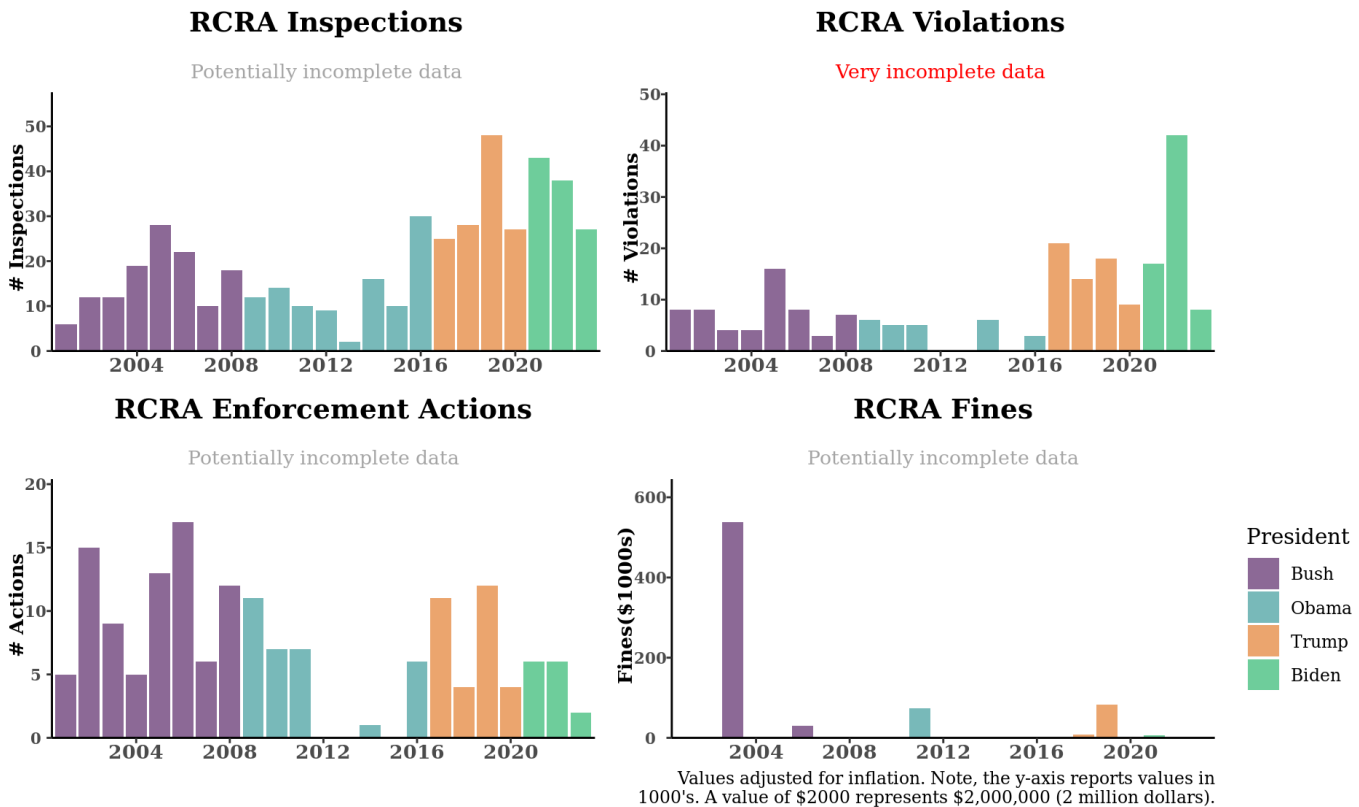 RCRA Inspections
Potentially incomplete data
# Inspections
50
40
30
20
10
0
2004 2008 2012 2016 2020
RCRA Violations
Very incomplete data
# Violations
50
40
30
20
10
0
2004 2008 2012 2016 2020
RCRA Enforcement Actions
Potentially incomplete data
# Actions
20
15
10
5
0
2004 2008 2012 2016 2020
RCRA Fines
Potentially incomplete data
Fines($1000s)
600
400
200
0
2004 2008 2012 2016 2020
President
Bush
Obama
Trump
Biden
Values adjusted for inflation. Note, the y-axis reports values in
1000's. A value of $2000 represents $2,000,000 (2 million dollars).